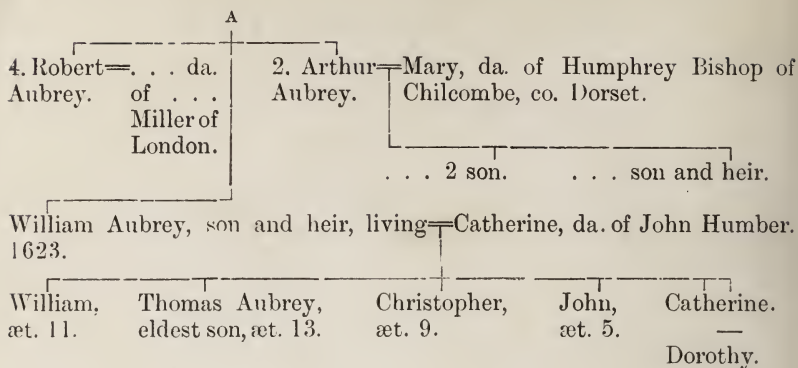 A
4. Robert=. . . da.
Aubrey. of . . .
Miller of
London.
2. Arthur=Mary, da. of Humphrey Bishop of
Aubrey. Chilcombe, co. Dorset.
. . . 2 son. . . . son and heir.
William Aubrey, son and heir, living=Catherine, da. of John Humber.
1623.
William, æt. 11.
Thomas Aubrey, eldest son, æt. 13.
Christopher, æt. 9.
John, æt. 5.
Catherine.
—
Dorothy.